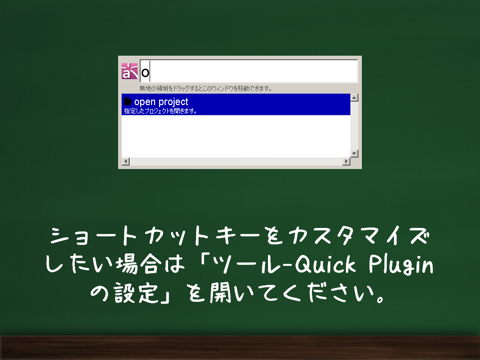 a
o
無地の領域をドラッグするとこのウィンドウを移動できます。
open project
指定したプロジェクトを開きます。
ショートカットキーをカスタマイズ
したい場合は「ツール-Quick Plugin
の設定」を開いてください。